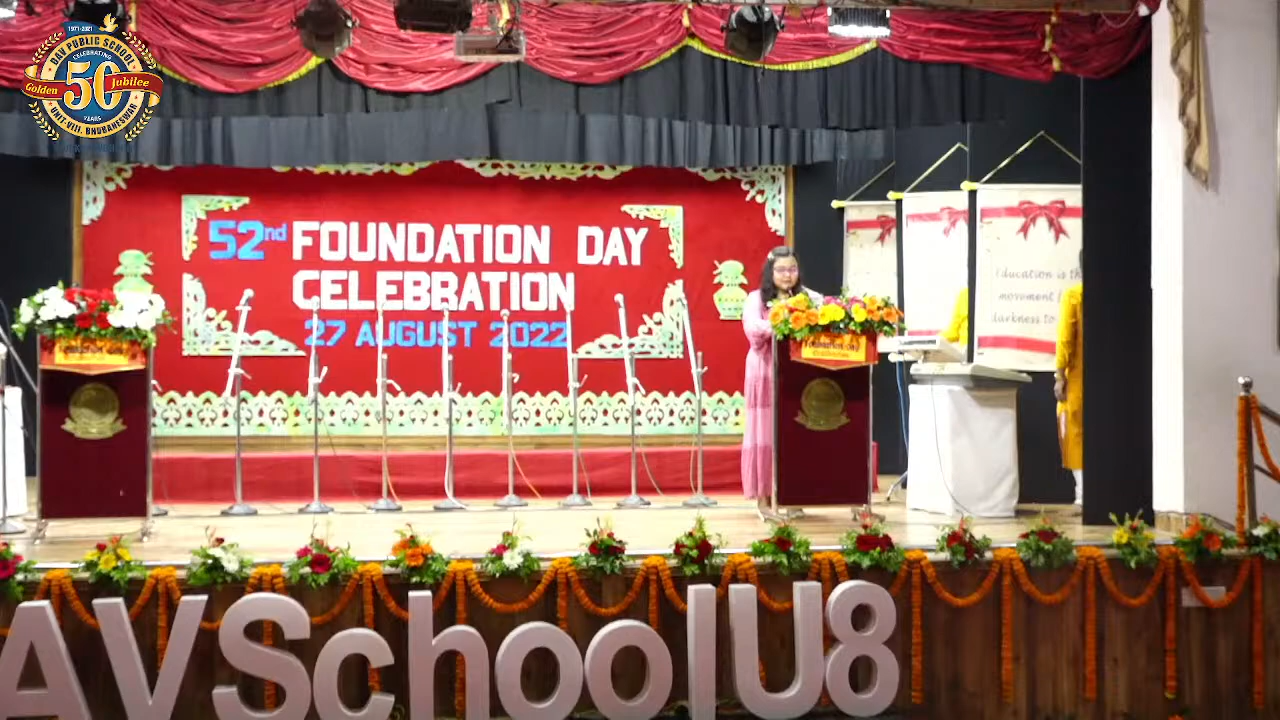 1971-2021
DAV PUBLIC SCHOOL
CELEBRATING
Golden 50 Jubilee
YEARS
UNIT-VIII, BHUBANESWAR
52nd FOUNDATION DAY
CELEBRATION
27 AUGUST 2022
Education is th
movement f
darkness to
AVSchoolU8